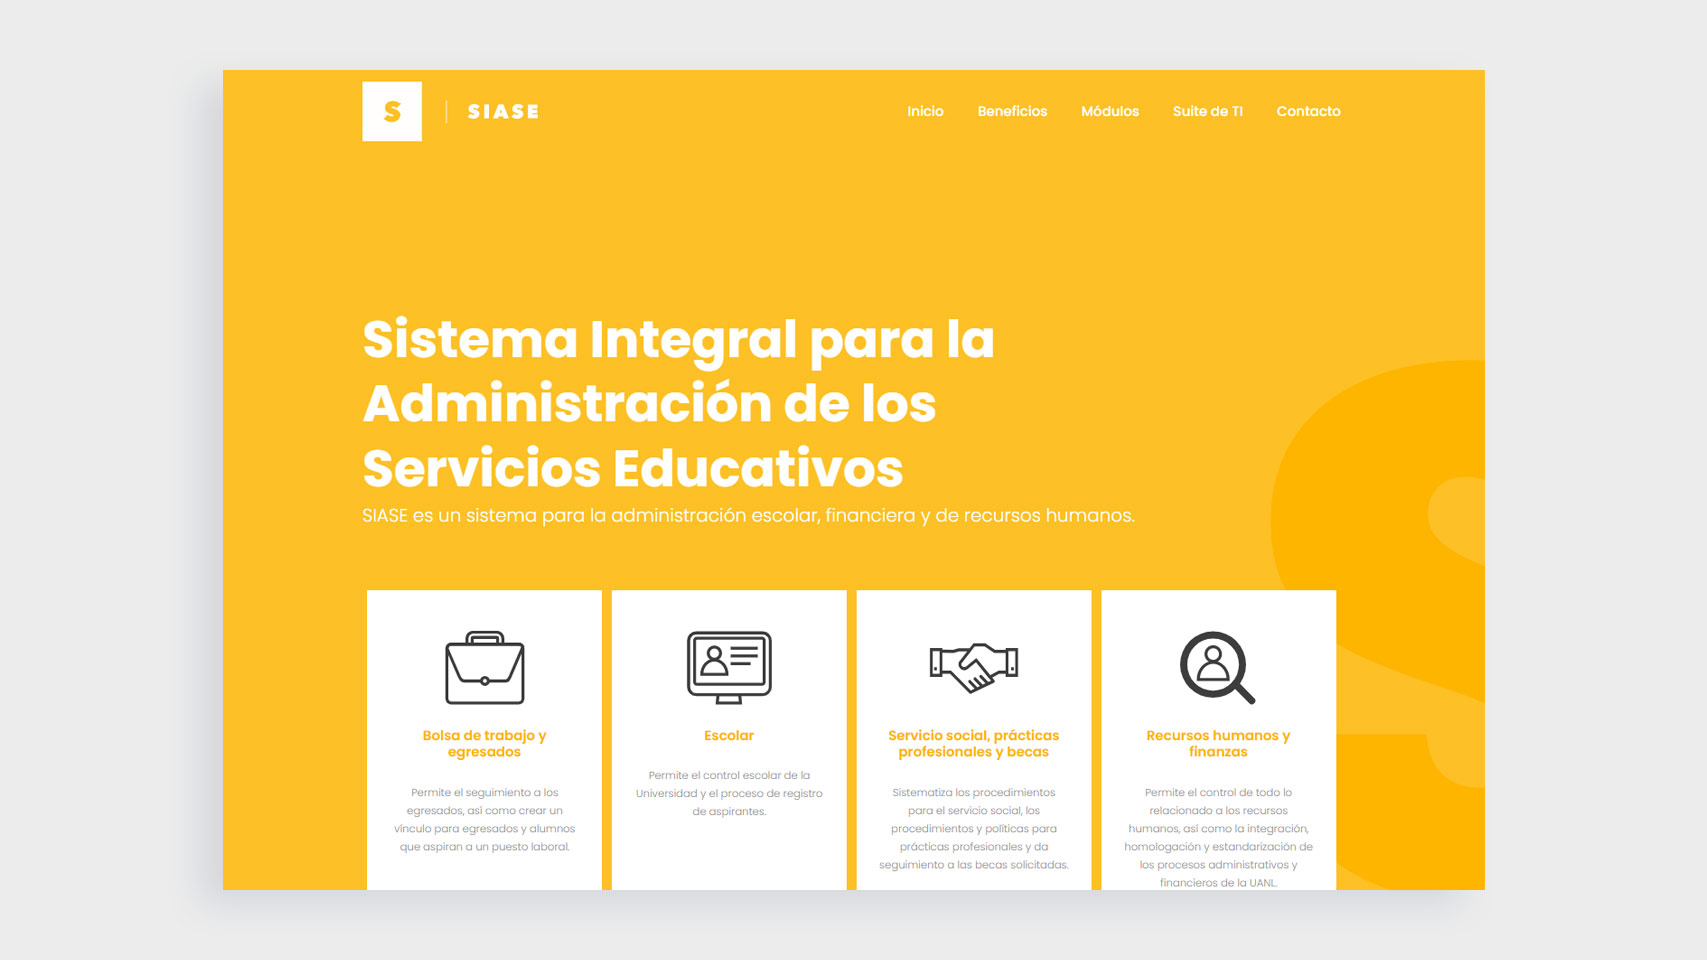 S
SIASE
Inicio Beneficios Módulos Suite de TI Contacto
Sistema Integral para la
Administración de los
Servicios Educativos
SIASE es un sistema para la administración escolar, financiera y de recursos humanos.
Bolsa de trabajo y
egresados
Permite el seguimiento a los
egresados, así como crear un
vínculo para egresados y alumnos
que aspiran a un puesto laboral.
Escolar
Permite el control escolar de la
Universidad y el proceso de registro
de aspirantes.
Servicio social, prácticas
profesionales y becas
Sistematiza los procedimientos
para el servicio social, los
procedimientos y políticas para
prácticas profesionales y da
seguimiento a las becas solicitadas.
Recursos humanos y
finanzas
Permite el control de todo lo
relacionado a los recursos
humanos, así como la integración,
homologación y estandarización de
los procesos administrativos y
financieros de la UANL.